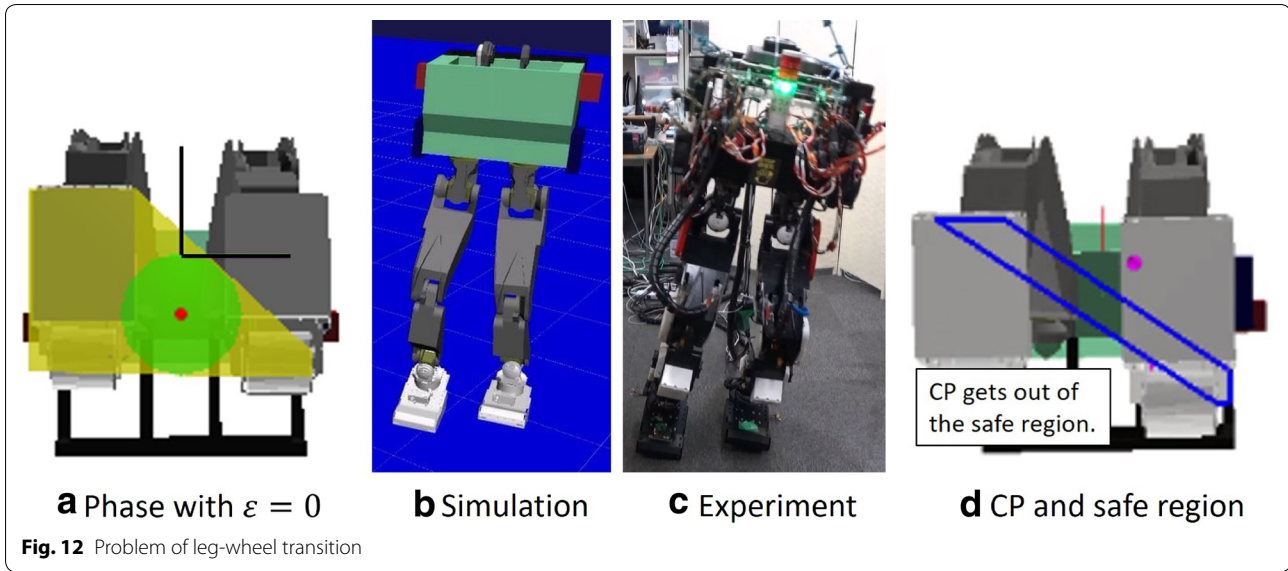 CP gets out of
the safe region.
a Phase with ε = 0
b Simulation
c Experiment
d CP and safe region
Fig. 12 Problem of leg-wheel transition